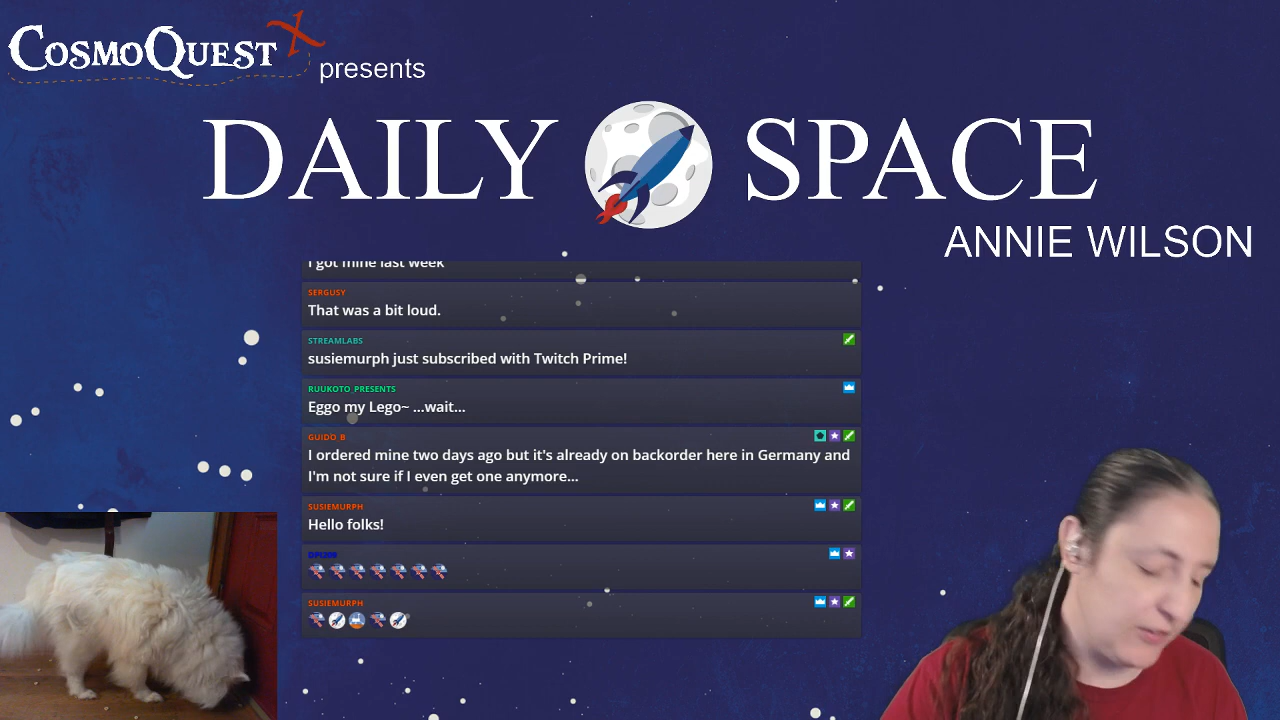 COSMOQUEST X
presents
DAILY SPACE
ANNIE WILSON
I got mine last week
SERGUSY
That was a bit loud.
STREAMLABS
susiemurph just subscribed with Twitch Prime!
RUUKOTO_PRESENTS
Eggo my Lego~ ...wait...
GUIDO_B
I ordered mine two days ago but it's already on backorder here in Germany and
I'm not sure if I even get one anymore...
SUSIEMURPH
Hello folks!
SUSIEMURPH